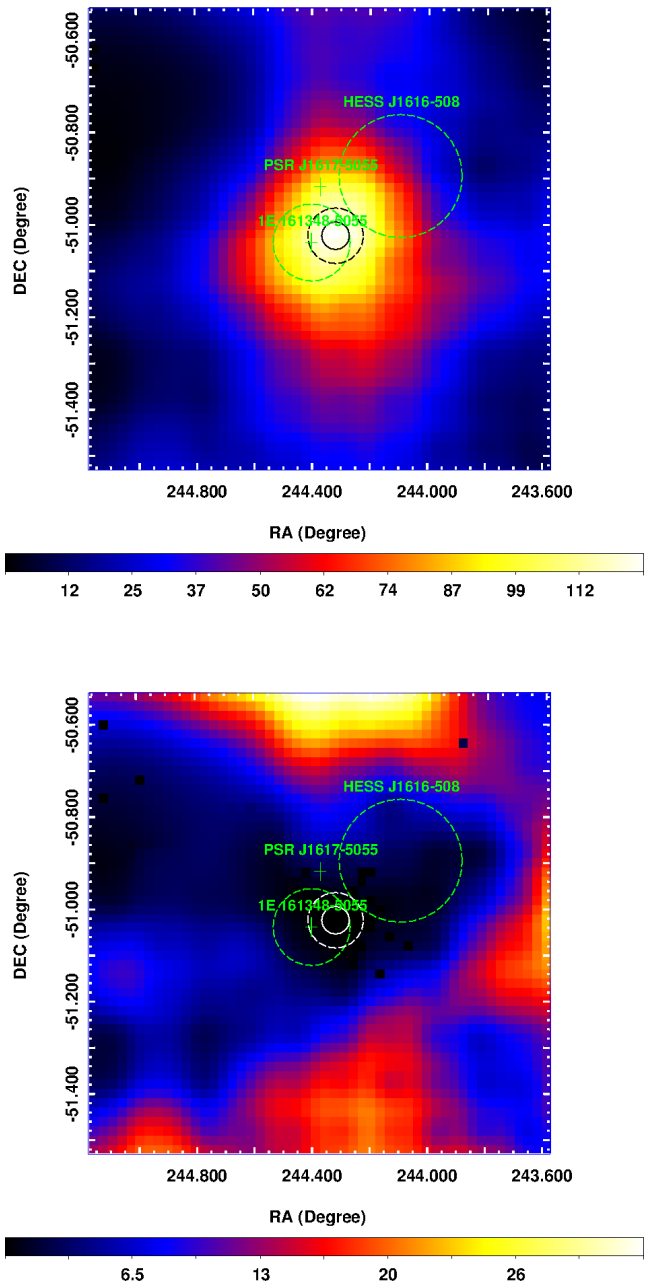 -50.600
-50.800
-51.000
-51.200
-51.400
DEC (Degree)
HESS J1616-508
PSR J1617-5055
1E 161348-5055
244.800 244.400 244.000 243.600
RA (Degree)
12 25 37 50 62 74 87 99 112
-50.600
-50.800
-51.000
-51.200
-51.400
DEC (Degree)
HESS J1616-508
PSR J1617-5055
1E 161348-5055
244.800 244.400 244.000 243.600
RA (Degree)
6.5 13 20 26